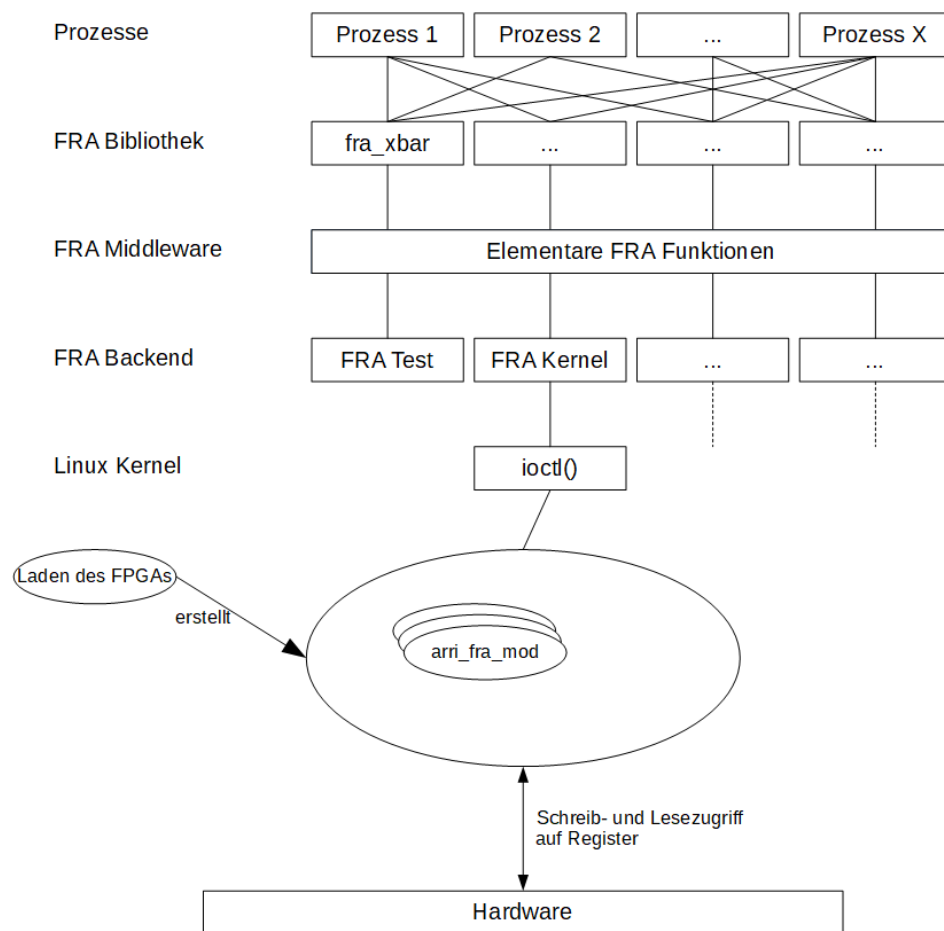 Prozesse
Prozess 1
Prozess 2
...
Prozess X
FRA Bibliothek
fra_xbar
...
...
...
FRA Middleware
Elementare FRA Funktionen
FRA Backend
FRA Test
FRA Kernel
...
...
Linux Kernel
ioctl()
Laden des FPGAs
erstellt
arri_fra_mod
Schreib- und Lesezugriff
auf Register
Hardware